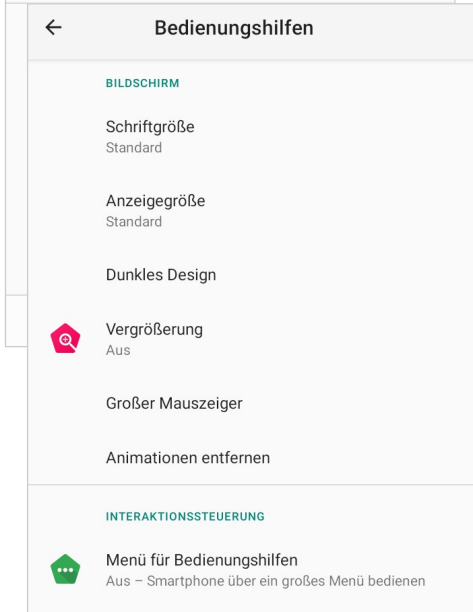 Bedienungshilfen
BILDSCHIRM
Schriftgröße
Standard
Anzeigegröße
Standard
Dunkles Design
Vergrößerung
Aus
Großer Mauszeiger
Animationen entfernen
INTERAKTIONSSTEUERUNG
Menü für Bedienungshilfen
Aus – Smartphone über ein großes Menü bedienen